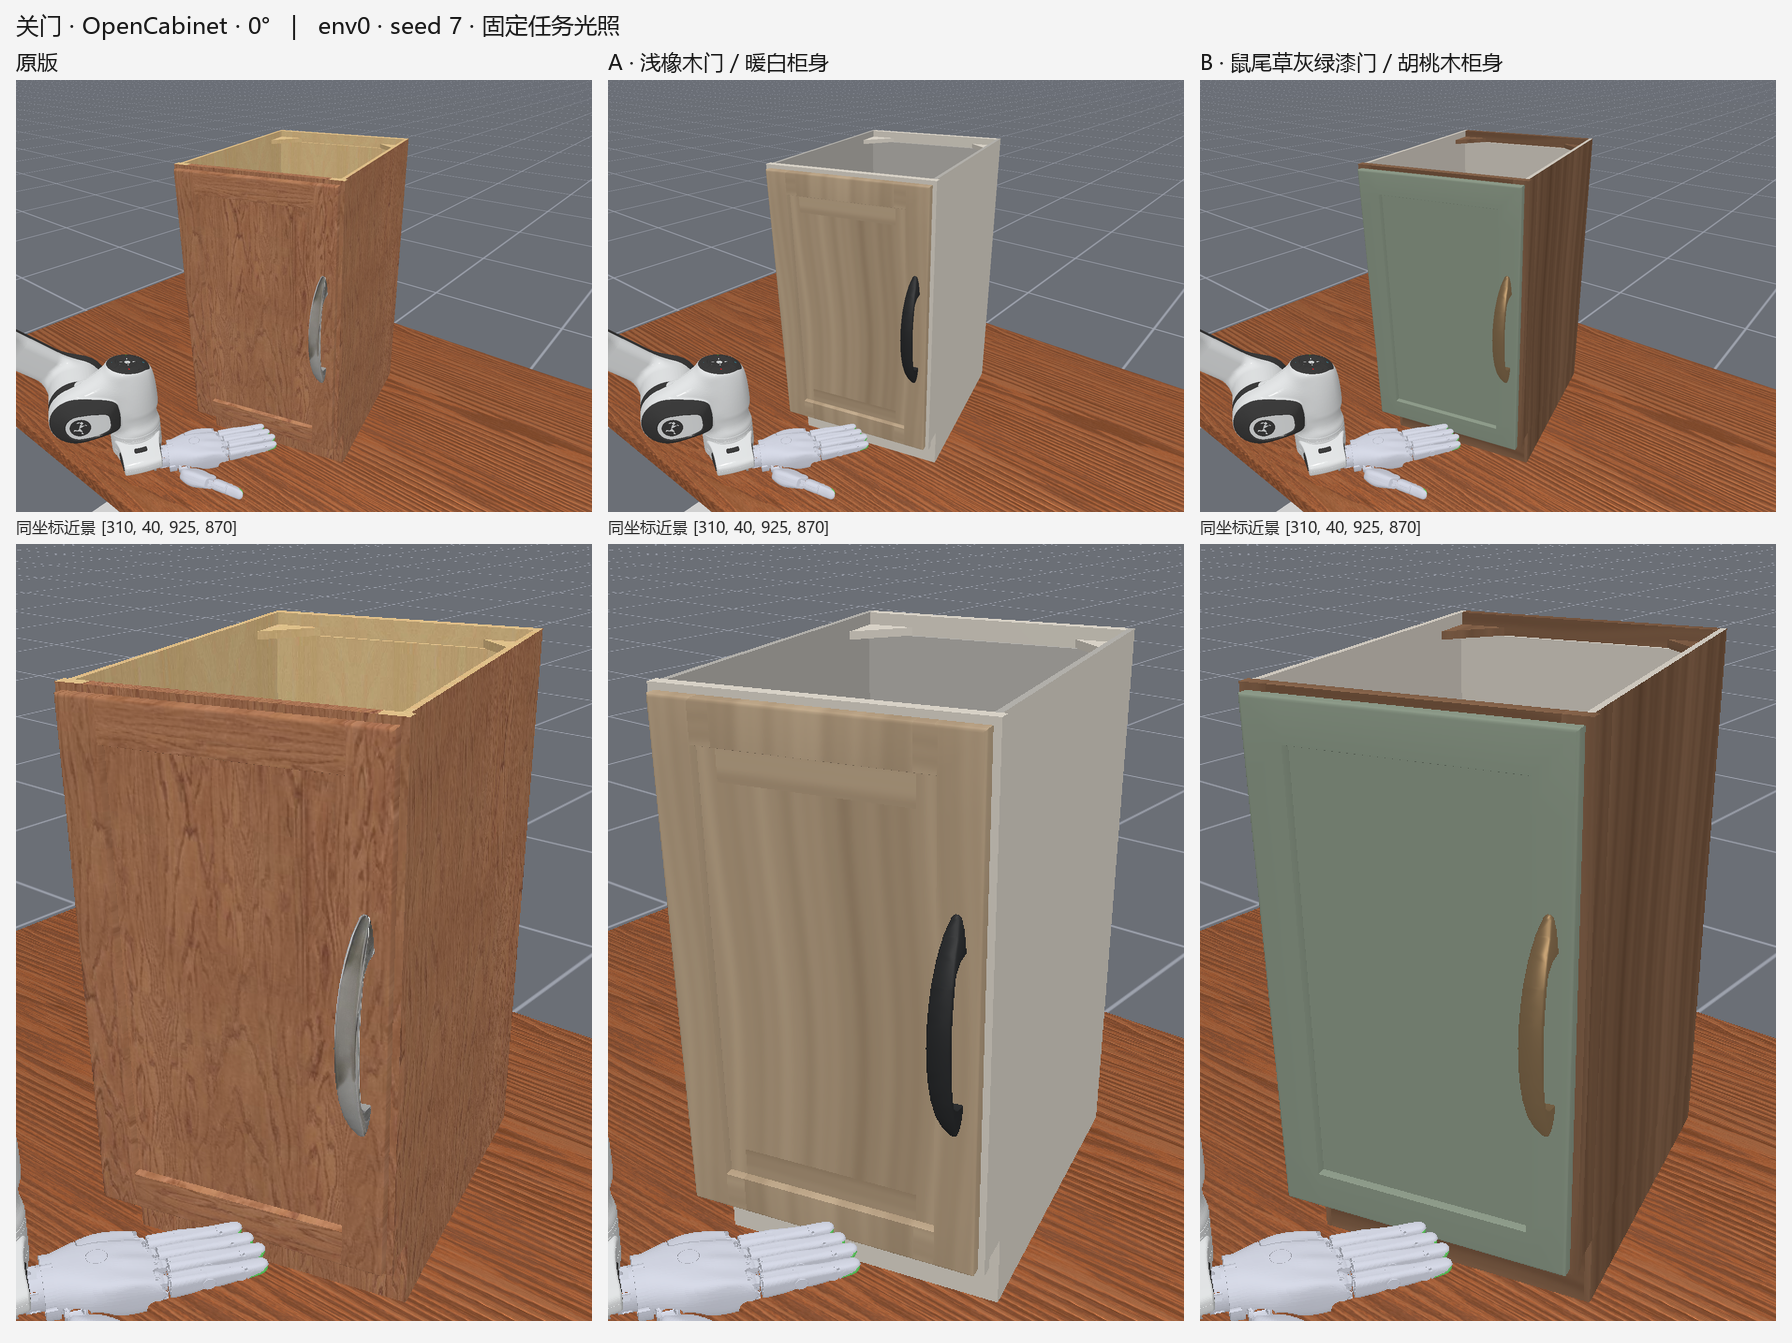 关门 · OpenCabinet · 0° | env0 · seed 7 · 固定任务光照
原版
A · 浅橡木门 / 暖白柜身
B · 鼠尾草灰绿漆门 / 胡桃木柜身
同坐标近景 [310, 40, 925, 870]
同坐标近景 [310, 40, 925, 870]
同坐标近景 [310, 40, 925, 870]